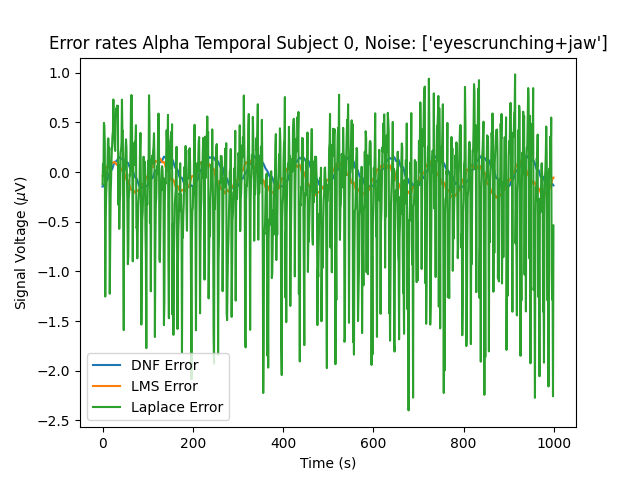 Error rates Alpha Temporal Subject 0, Noise: ['eyescrunching+jaw']
1.0
0.5
0.0
−0.5
−1.0
−1.5
−2.0
−2.5
Signal Voltage (μV)
DNF Error
LMS Error
Laplace Error
0 200 400 600 800 1000
Time (s)